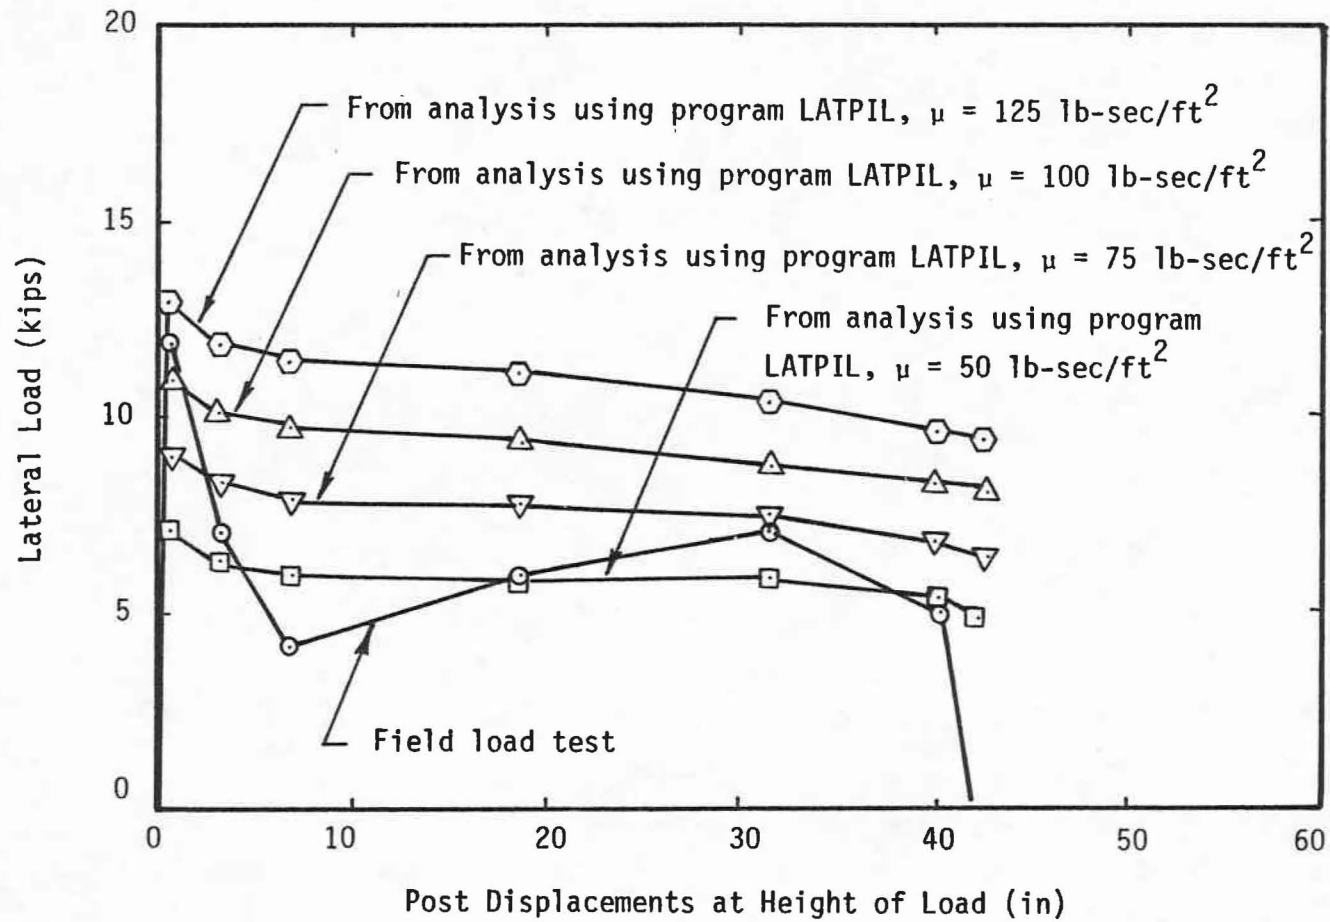 20
From analysis using program LATPIL, μ = 125 lb-sec/ft²
From analysis using program LATPIL, μ = 100 lb-sec/ft²
15
From analysis using program LATPIL, μ = 75 lb-sec/ft²
From analysis using program
LATPIL, μ = 50 lb-sec/ft²
Lateral Load (kips)
10
5
Field load test
0
0 10 20 30 40 50 60
Post Displacements at Height of Load (in)